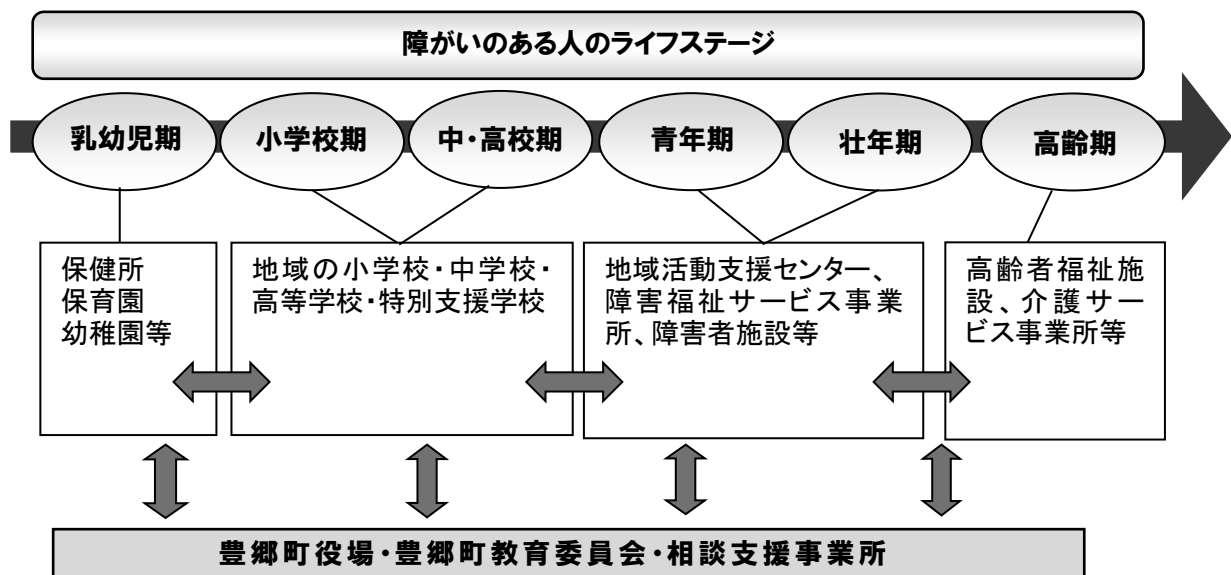 障がいのある人のライフステージ
乳幼児期
小学校期
中・高校期
青年期
壮年期
高齢期
保健所
保育園
幼稚園等
地域の小学校・中学校・
高等学校・特別支援学校
地域活動支援センター、
障害福祉サービス事業
所、障害者施設等
高齢者福祉施
設、介護サー
ビス事業所等
豊郷町役場・豊郷町教育委員会・相談支援事業所